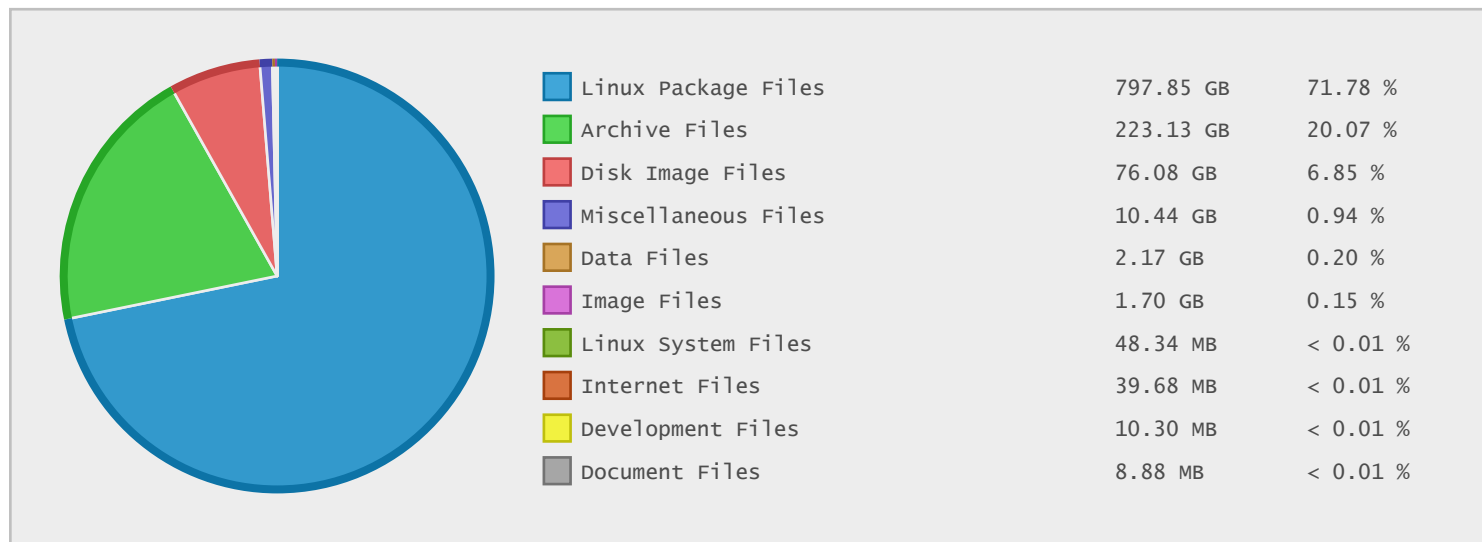 Linux Package Files 797.85 GB 71.78 %
Archive Files 223.13 GB 20.07 %
Disk Image Files 76.08 GB 6.85 %
Miscellaneous Files 10.44 GB 0.94 %
Data Files 2.17 GB 0.20 %
Image Files 1.70 GB 0.15 %
Linux System Files 48.34 MB < 0.01 %
Internet Files 39.68 MB < 0.01 %
Development Files 10.30 MB < 0.01 %
Document Files 8.88 MB < 0.01 %